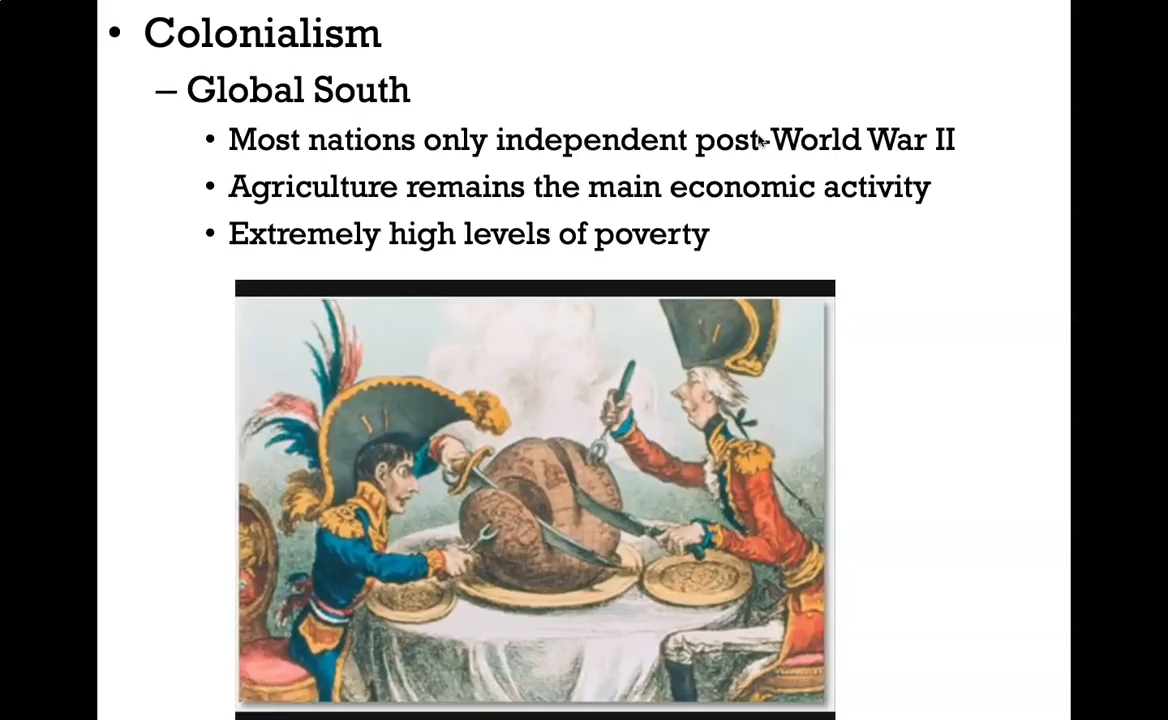 • Colonialism
– Global South
• Most nations only independent post-World War II
• Agriculture remains the main economic activity
• Extremely high levels of poverty